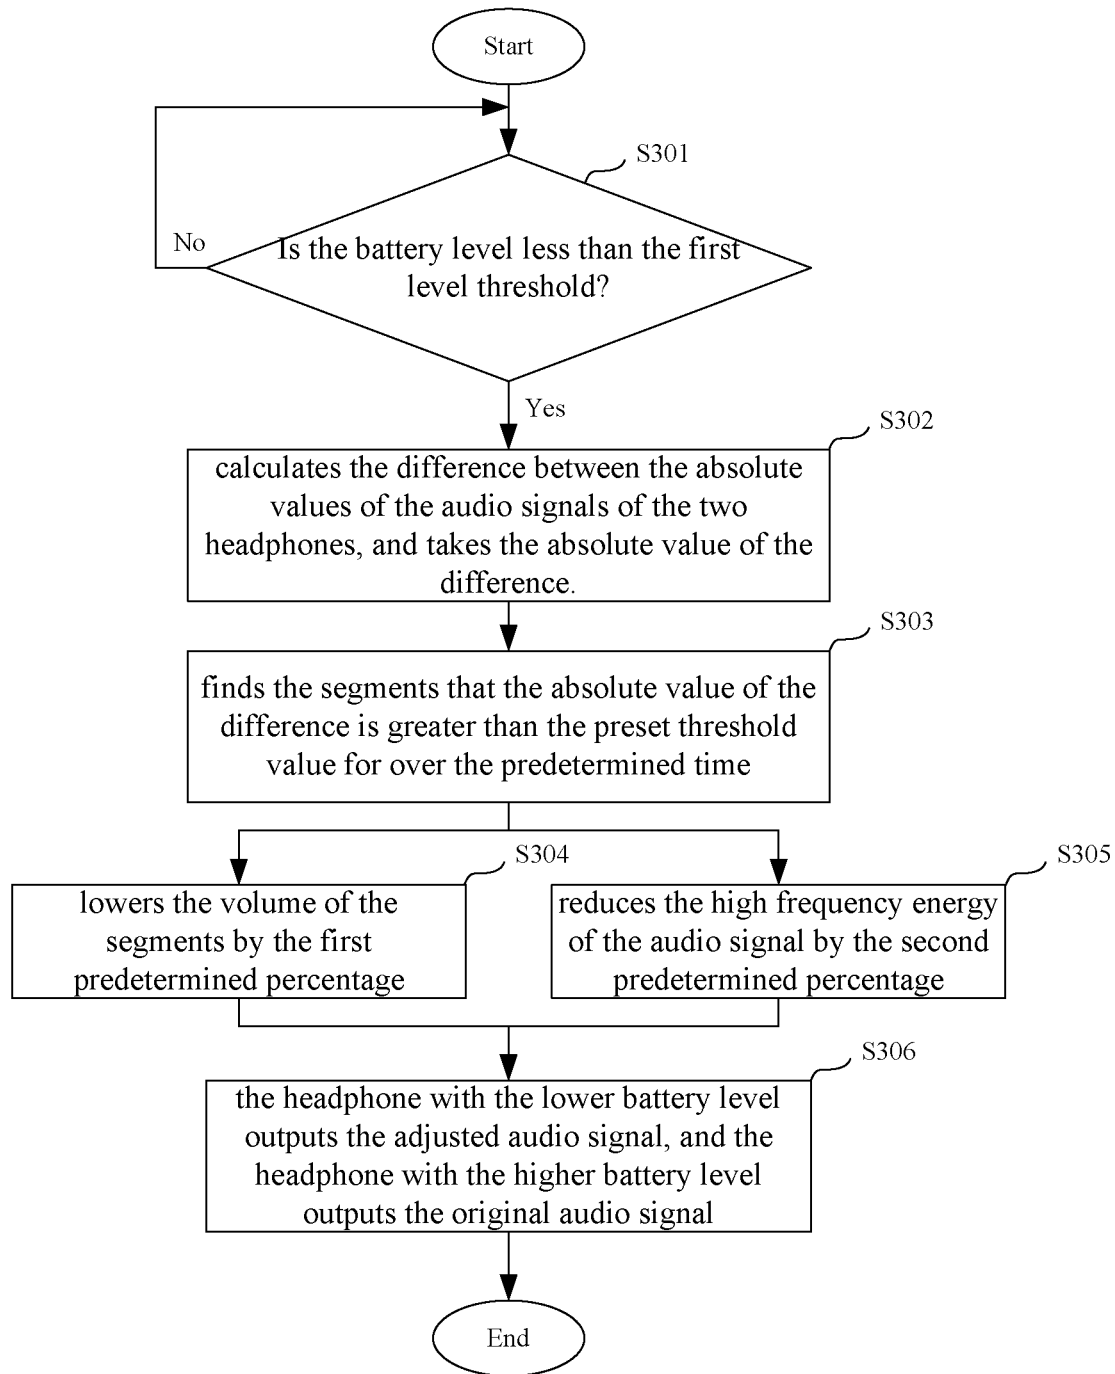 Start
S301
No
Is the battery level less than the first
level threshold?
Yes
S302
calculates the difference between the absolute
values of the audio signals of the two
headphones, and takes the absolute value of the
difference.
S303
finds the segments that the absolute value of the
difference is greater than the preset threshold
value for over the predetermined time
S304
lowers the volume of the
segments by the first
predetermined percentage
S305
reduces the high frequency energy
of the audio signal by the second
predetermined percentage
S306
the headphone with the lower battery level
outputs the adjusted audio signal, and the
headphone with the higher battery level
outputs the original audio signal
End